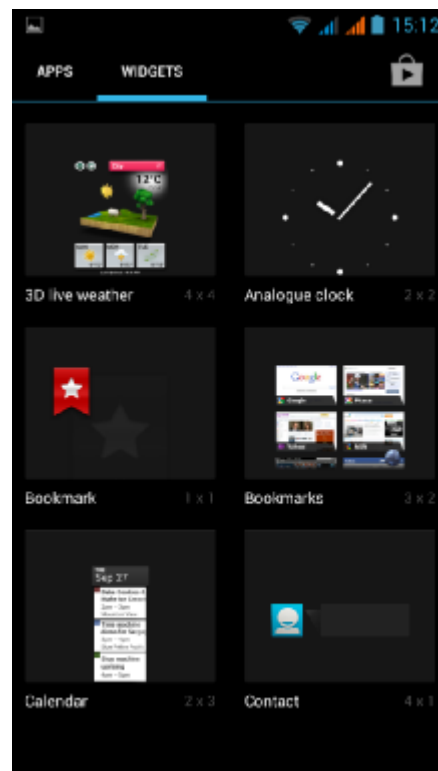 15:12
APPS WIDGETS
12°C
3D live weather 4 x 4
Analogue clock 2 x 2
Google
Google
Bookmark 1 x 1
Bookmarks 3 x 2
Sep 27
Calendar 2 x 3
Contact 4 x 1